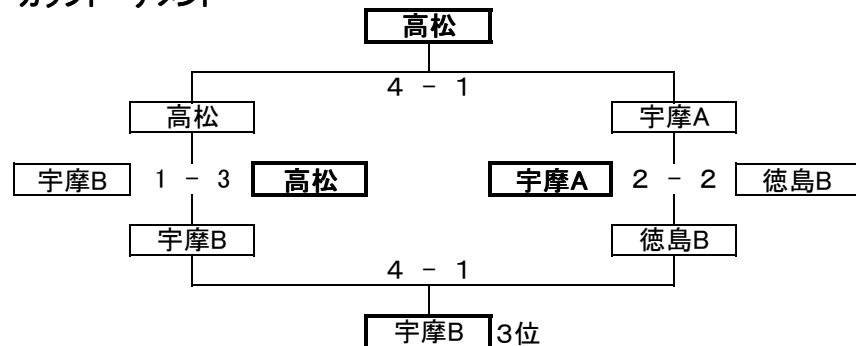 高松
4 - 1
高松 宇摩A
宇摩B 1 - 3 高松 宇摩A 2 - 2 徳島B
宇摩B 徳島B
4 - 1
宇摩B 3位